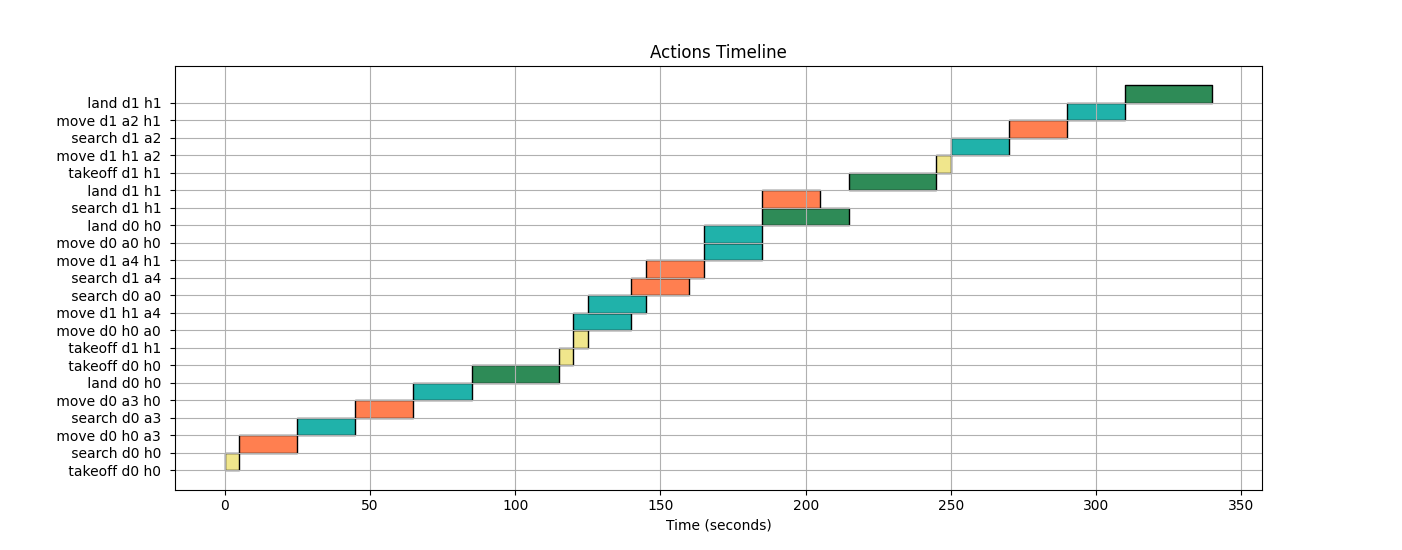 Actions Timeline
land d1 h1
move d1 a2 h1
search d1 a2
move d1 h1 a2
takeoff d1 h1
land d1 h1
search d1 h1
land d0 h0
move d0 a0 h0
move d1 a4 h1
search d1 a4
search d0 a0
move d1 h1 a4
move d0 h0 a0
takeoff d1 h1
takeoff d0 h0
land d0 h0
move d0 a3 h0
search d0 a3
move d0 h0 a3
search d0 h0
takeoff d0 h0
0 50 100 150 200 250 300 350
Time (seconds)